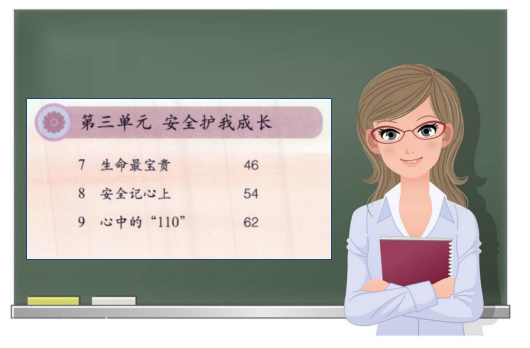 第三单元 安全护我成长
7 生命最宝贵 46
8 安全记心上 54
9 心中的“110” 62